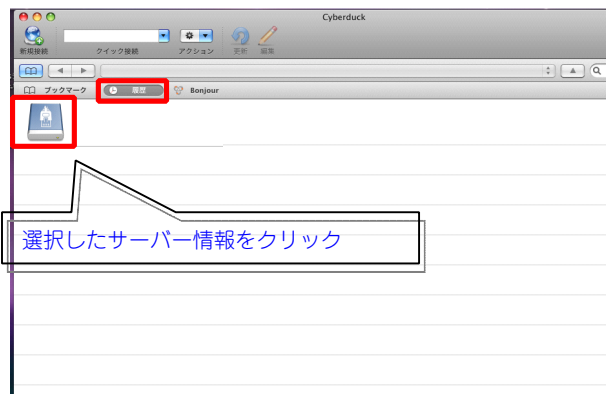 Cyberduck
新規接続 クイック接続 アクション 更新 編集
ブックマーク 履歴 Bonjour
選択したサーバー情報をクリック